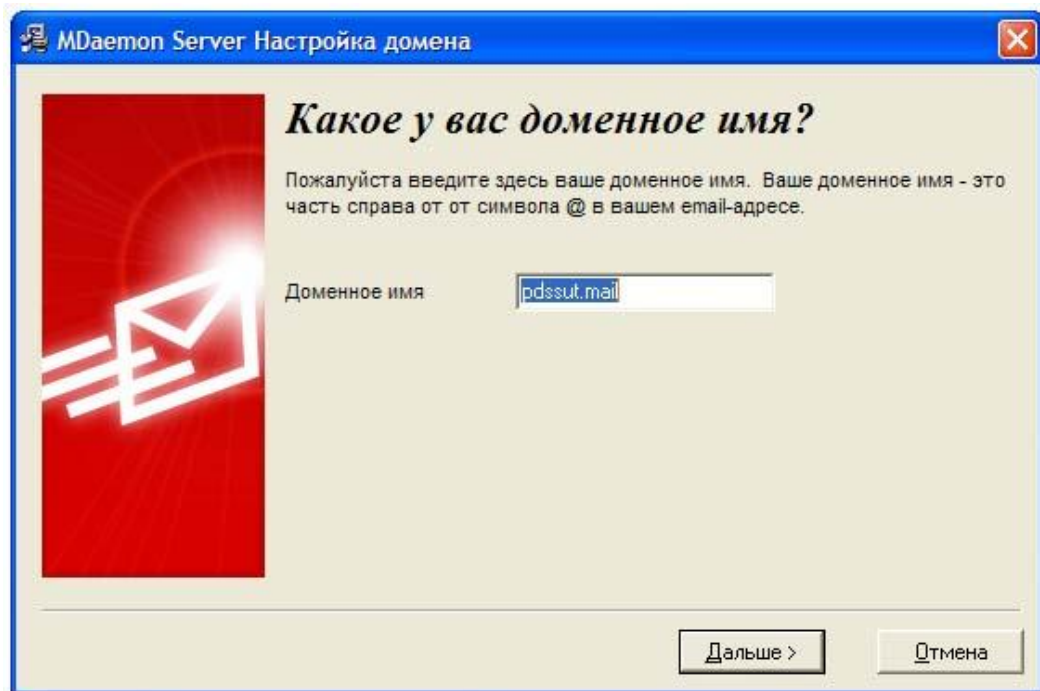 MDaemon Server Настройка домена
Какое у вас доменное имя?
Пожалуйста введите здесь ваше доменное имя. Ваше доменное имя - это
часть справа от от символа @ в вашем email-адресе.
Доменное имя pdssut.mail
Дальше > Отмена